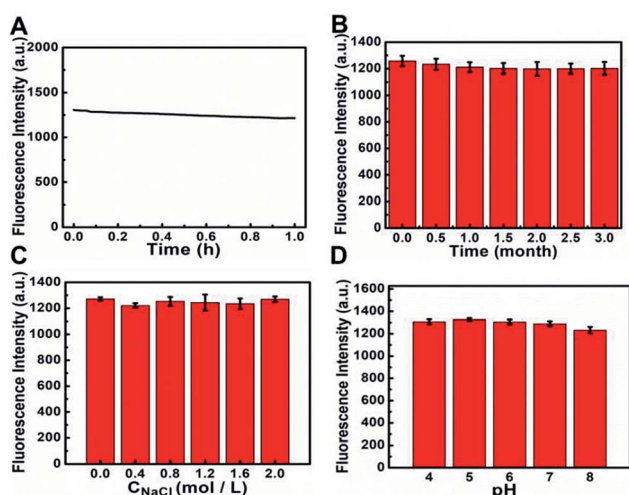 A
Fluorescence Intensity (a.u.)
2000
1500
1000
500
0
0.0 0.2 0.4 0.6 0.8 1.0
Time (h)
B
Fluorescence Intensity (a.u.)
1400
1200
1000
800
600
400
200
0
0.0 0.5 1.0 1.5 2.0 2.5 3.0
Time (month)
C
Fluorescence Intensity (a.u.)
1400
1200
1000
800
600
400
200
0
0.0 0.4 0.8 1.2 1.6 2.0
C_NaCl (mol / L)
D
Fluorescence Intensity (a.u.)
1600
1400
1200
1000
800
600
400
200
0
4 5 6 7 8
pH